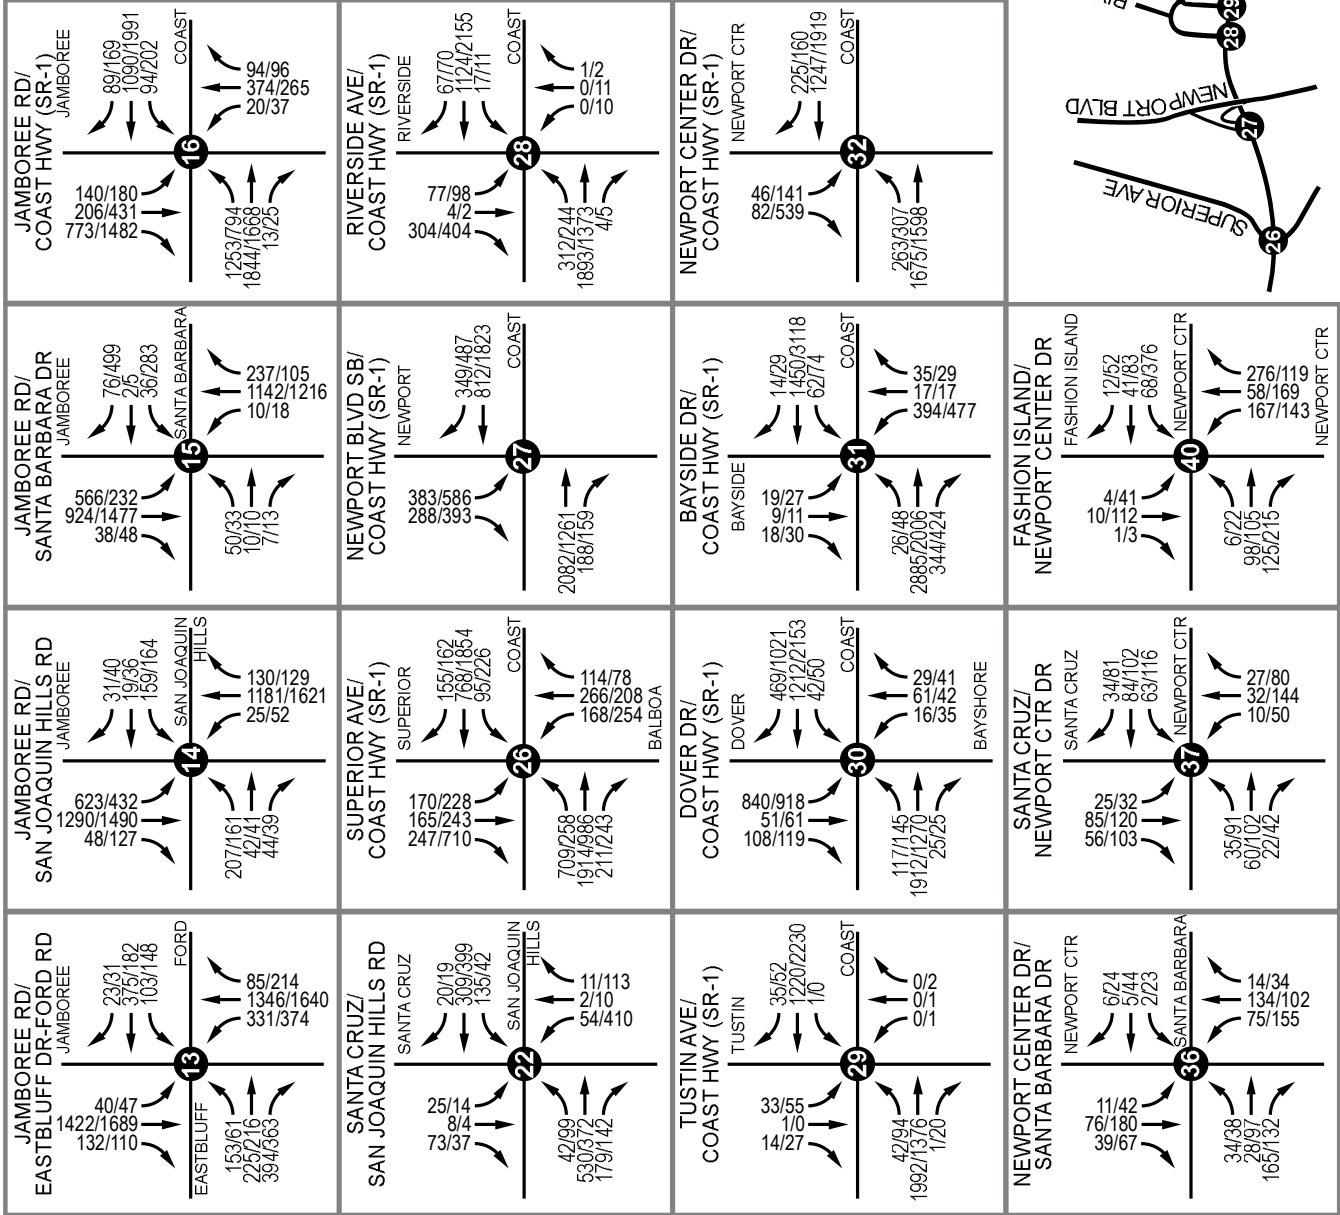 JAMBOREE RD/
COAST HWY (SR-1)
JAMBOREE
89/169
1090/1991
94/202
COAST
94/96
374/265
20/37
16
140/180
206/431
773/1482
1253/794
1844/1668
13/25
RIVERSIDE AVE/
COAST HWY (SR-1)
RIVERSIDE
67/70
1124/2155
17/11
COAST
1/2
0/11
0/10
28
77/98
4/2
304/404
312/244
1893/1373
4/5
NEWPORT CENTER DR/
COAST HWY (SR-1)
NEWPORT CTR
225/160
1247/1919
COAST
32
46/141
82/539
263/307
1675/1598
29
28
NEWPORT BLVD
27
SUPERIOR AVE
26
JAMBOREE RD/
SANTA BARBARA DR
JAMBOREE
76/499
2/5
36/283
SANTA BARBARA
237/105
1142/1216
10/18
15
566/232
924/1477
38/48
50/33
10/10
7/13
NEWPORT BLVD SB/
COAST HWY (SR-1)
NEWPORT
349/487
812/1823
COAST
27
383/586
288/393
2082/1261
188/159
BAYSIDE DR/
COAST HWY (SR-1)
BAYSIDE
14/29
1450/3118
62/74
COAST
35/29
17/17
394/477
31
19/27
9/11
18/30
26/48
2885/2006
344/424
FASHION ISLAND/
NEWPORT CENTER DR
FASHION ISLAND
12/52
41/83
68/376
NEWPORT CTR
276/119
58/169
167/143
NEWPORT CTR
40
4/41
10/112
1/3
6/22
98/105
125/215
JAMBOREE RD/
SAN JOAQUIN HILLS RD
JAMBOREE
31/40
19/36
159/164
SAN JOAQUIN
HILLS
130/129
1181/1621
25/52
14
623/432
1290/1490
48/127
207/161
42/41
44/39
SUPERIOR AVE/
COAST HWY (SR-1)
SUPERIOR
155/162
768/1854
95/226
COAST
114/78
266/208
168/254
BALBOA
26
170/228
165/243
247/710
709/258
1914/986
211/243
DOVER DR/
COAST HWY (SR-1)
DOVER
469/1021
1212/2153
42/50
COAST
29/41
61/42
16/35
BAYSHORE
30
840/918
51/61
108/119
117/145
1912/1270
25/25
SANTA CRUZ/
NEWPORT CTR DR
SANTA CRUZ
34/81
84/102
63/116
NEWPORT CTR
27/80
32/144
10/50
37
25/32
85/120
56/103
35/91
60/102
22/42
JAMBOREE RD/
EASTBLUFF DR-FORD RD
JAMBOREE
23/31
375/182
103/148
FORD
85/214
1346/1640
331/374
13
40/47
1422/1689
132/110
EASTBLUFF
153/61
225/216
394/363
SANTA CRUZ/
SAN JOAQUIN HILLS RD
SANTA CRUZ
20/19
309/399
135/42
SAN JOAQUIN
HILLS
11/113
2/10
54/410
22
25/14
8/4
73/37
42/99
530/372
179/142
TUSTIN AVE/
COAST HWY (SR-1)
TUSTIN
35/52
1220/2230
1/0
COAST
0/2
0/1
0/1
29
33/55
1/0
14/27
42/94
1992/1376
1/20
NEWPORT CENTER DR/
SANTA BARBARA DR
NEWPORT CTR
6/24
5/44
2/23
SANTA BARBARA
14/34
134/102
75/155
36
11/42
76/180
39/67
34/38
28/97
165/132